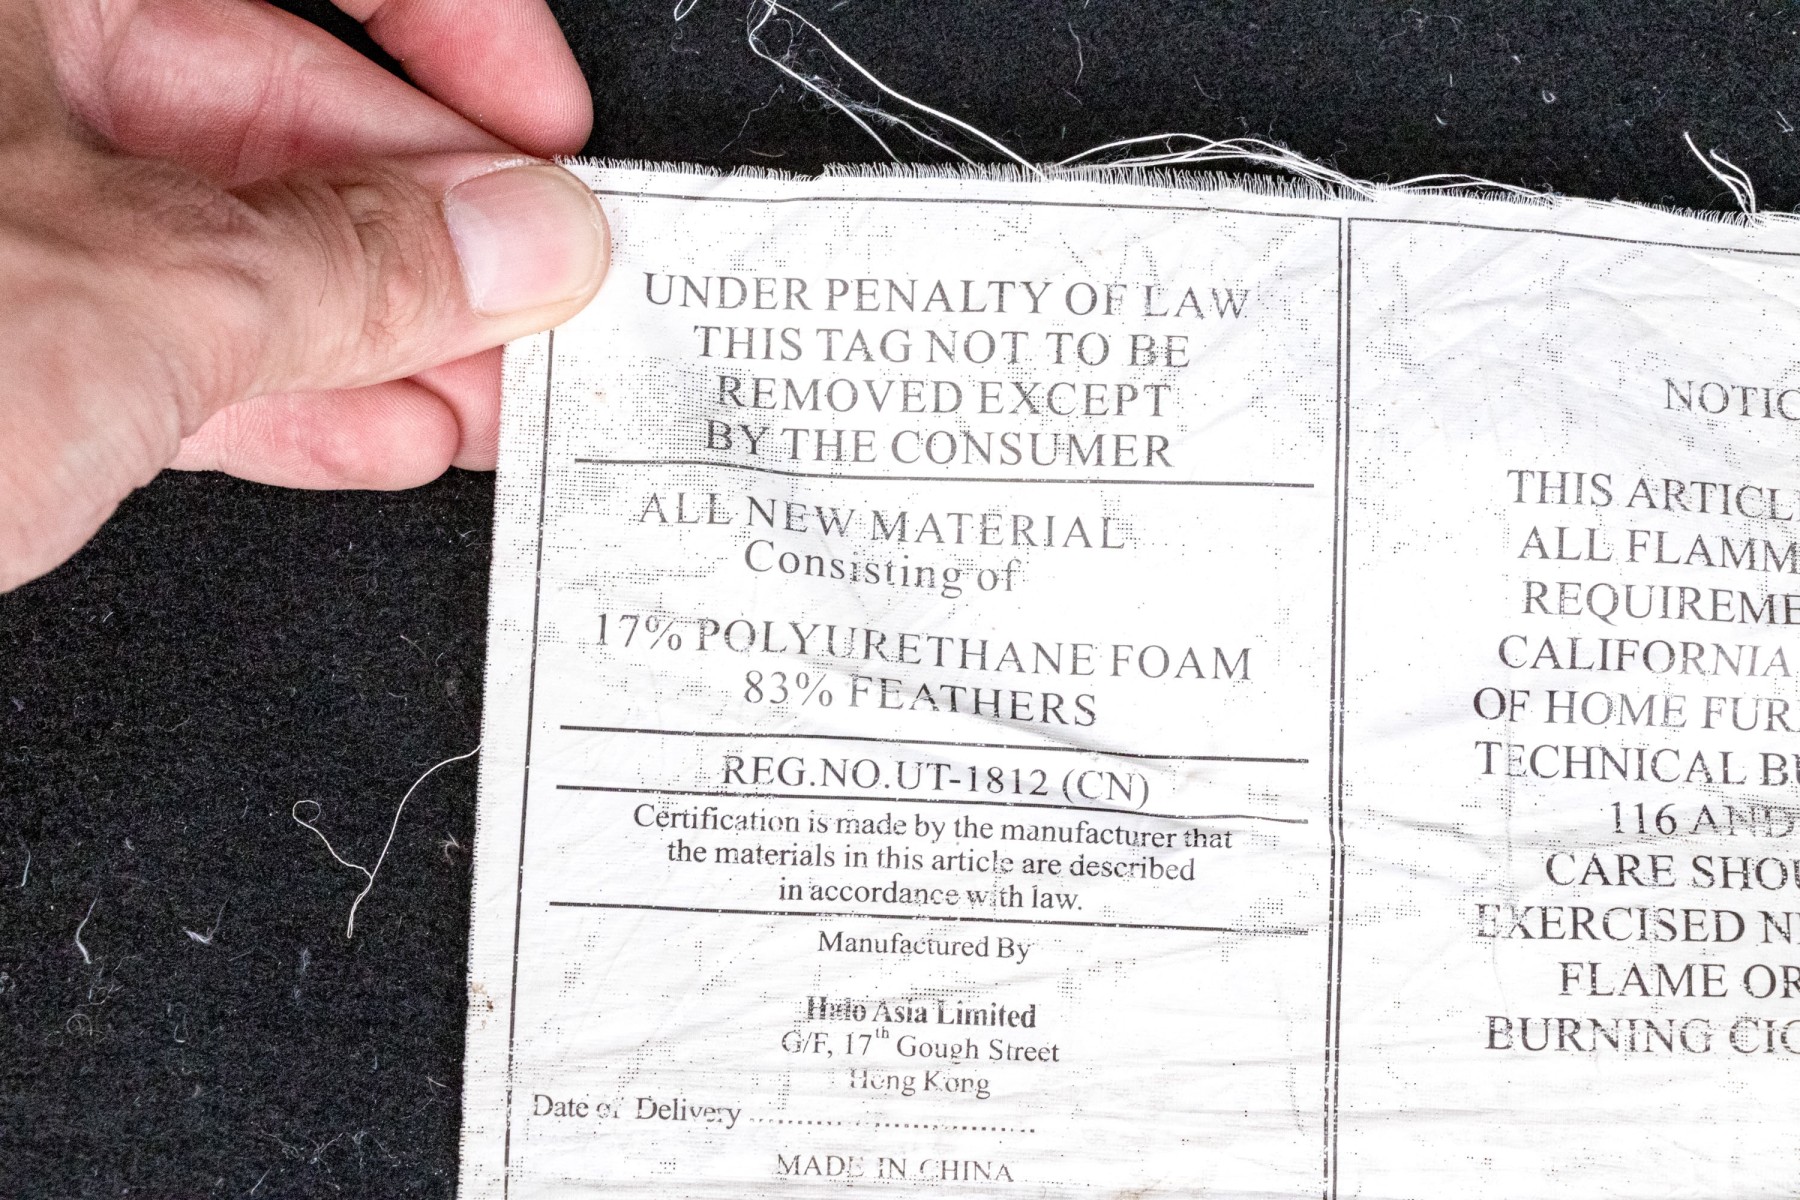 UNDER PENALTY OF LAW
THIS TAG NOT TO BE
REMOVED EXCEPT
BY THE CONSUMER
ALL NEW MATERIAL
Consisting of
17% POLYURETHANE FOAM
83% FEATHERS
REG.NO.UT-1812 (CN)
Certification is made by the manufacturer that
the materials in this article are described
in accordance with law.
Manufactured By
Halo Asia Limited
G/F, 17th Gough Street
Hong Kong
Date of Delivery
MADE IN CHINA
NOTIC
THIS ARTICL
ALL FLAMM
REQUIREME
CALIFORNIA
OF HOME FUR
TECHNICAL BU
116 AND
CARE SHOU
EXERCISED N
FLAME OR
BURNING CIG